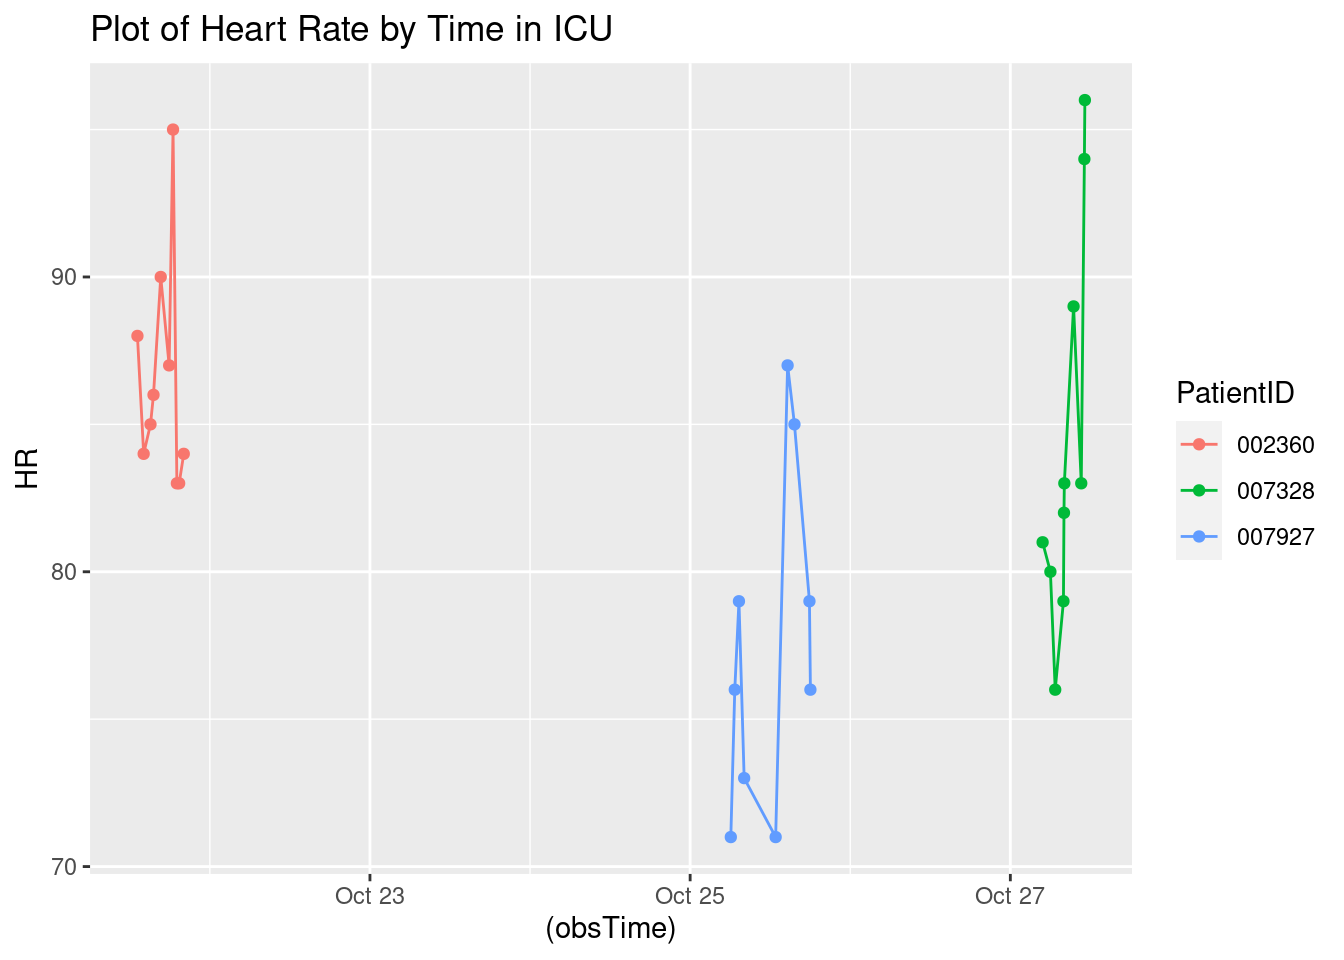 Plot of Heart Rate by Time in ICU
HR
90
80
70
Oct 23
Oct 25
Oct 27
(obsTime)
PatientID
002360
007328
007927